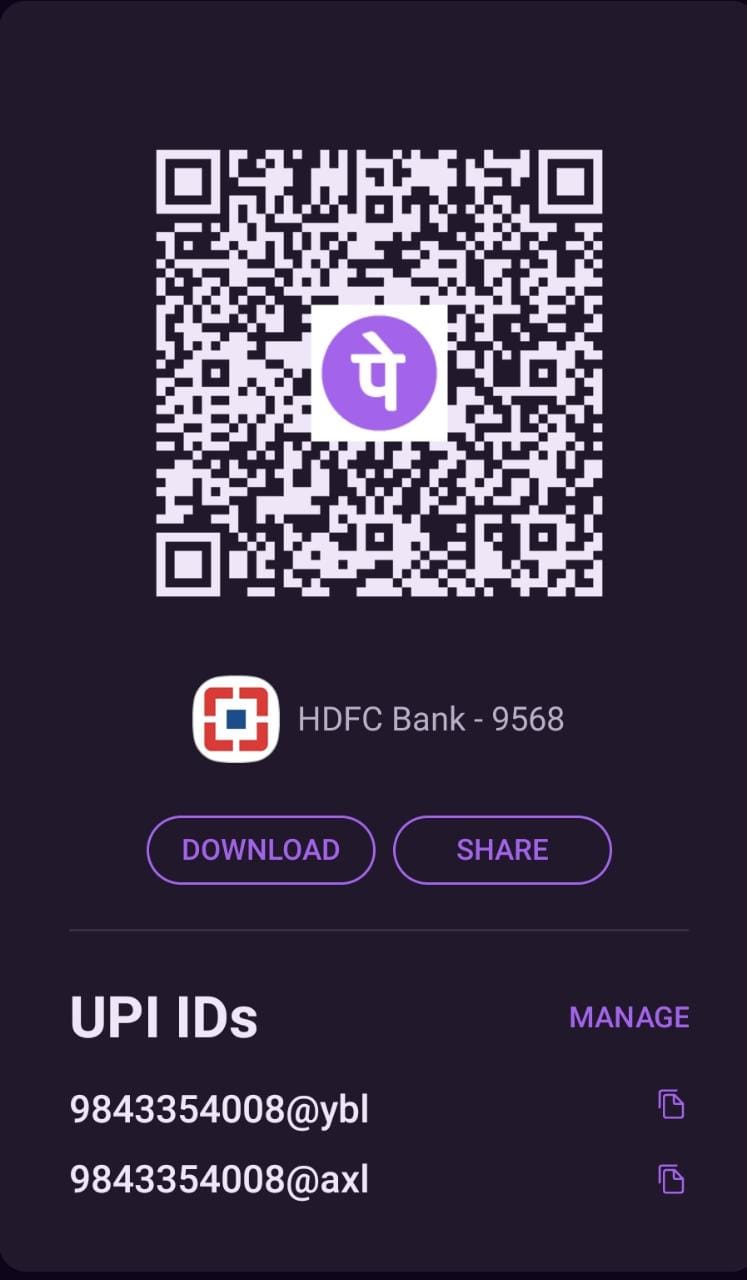 पे
HDFC Bank - 9568
DOWNLOAD SHARE
UPI IDs MANAGE
9843354008@ybl
9843354008@axl